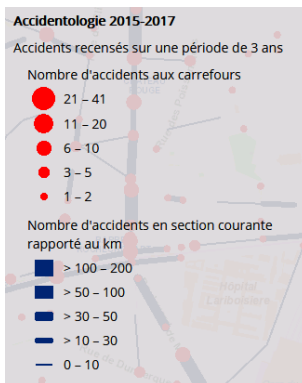 Accidentologie 2015-2017
Accidents recensés sur une période de 3 ans
Nombre d'accidents aux carrefours
21 – 41
11 – 20
6 – 10
3 – 5
1 – 2
Nombre d'accidents en section courante
rapporté au km
> 100 – 200
> 50 – 100
> 30 – 50
> 10 – 30
0 – 10
Hôpital
Lariboisière